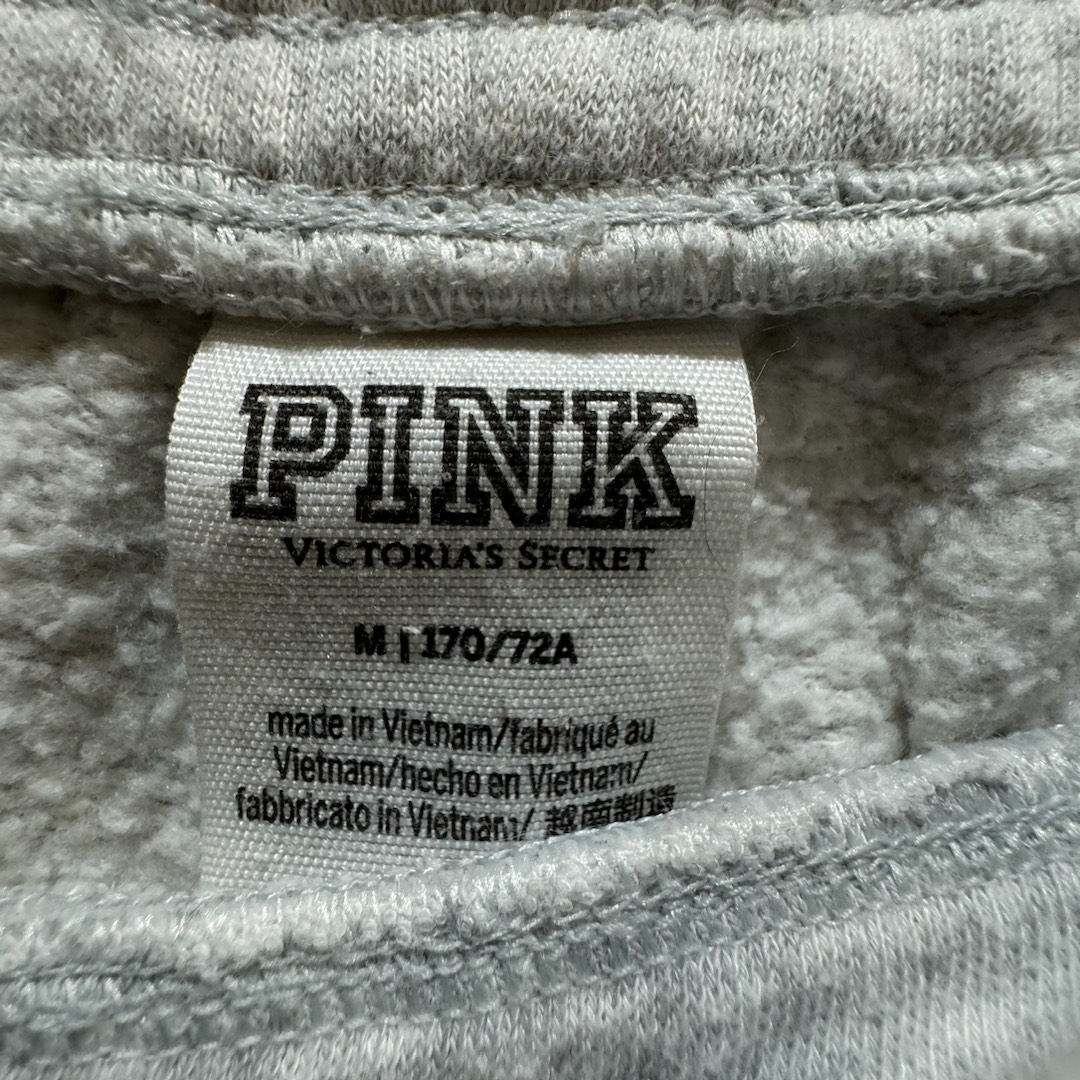 PINK
VICTORIA'S SECRET
M | 170/72A
made in Vietnam/fabriqué au
Vietnam/hecho en Vietnam/
fabbricato in Vietnam/ 越南制造